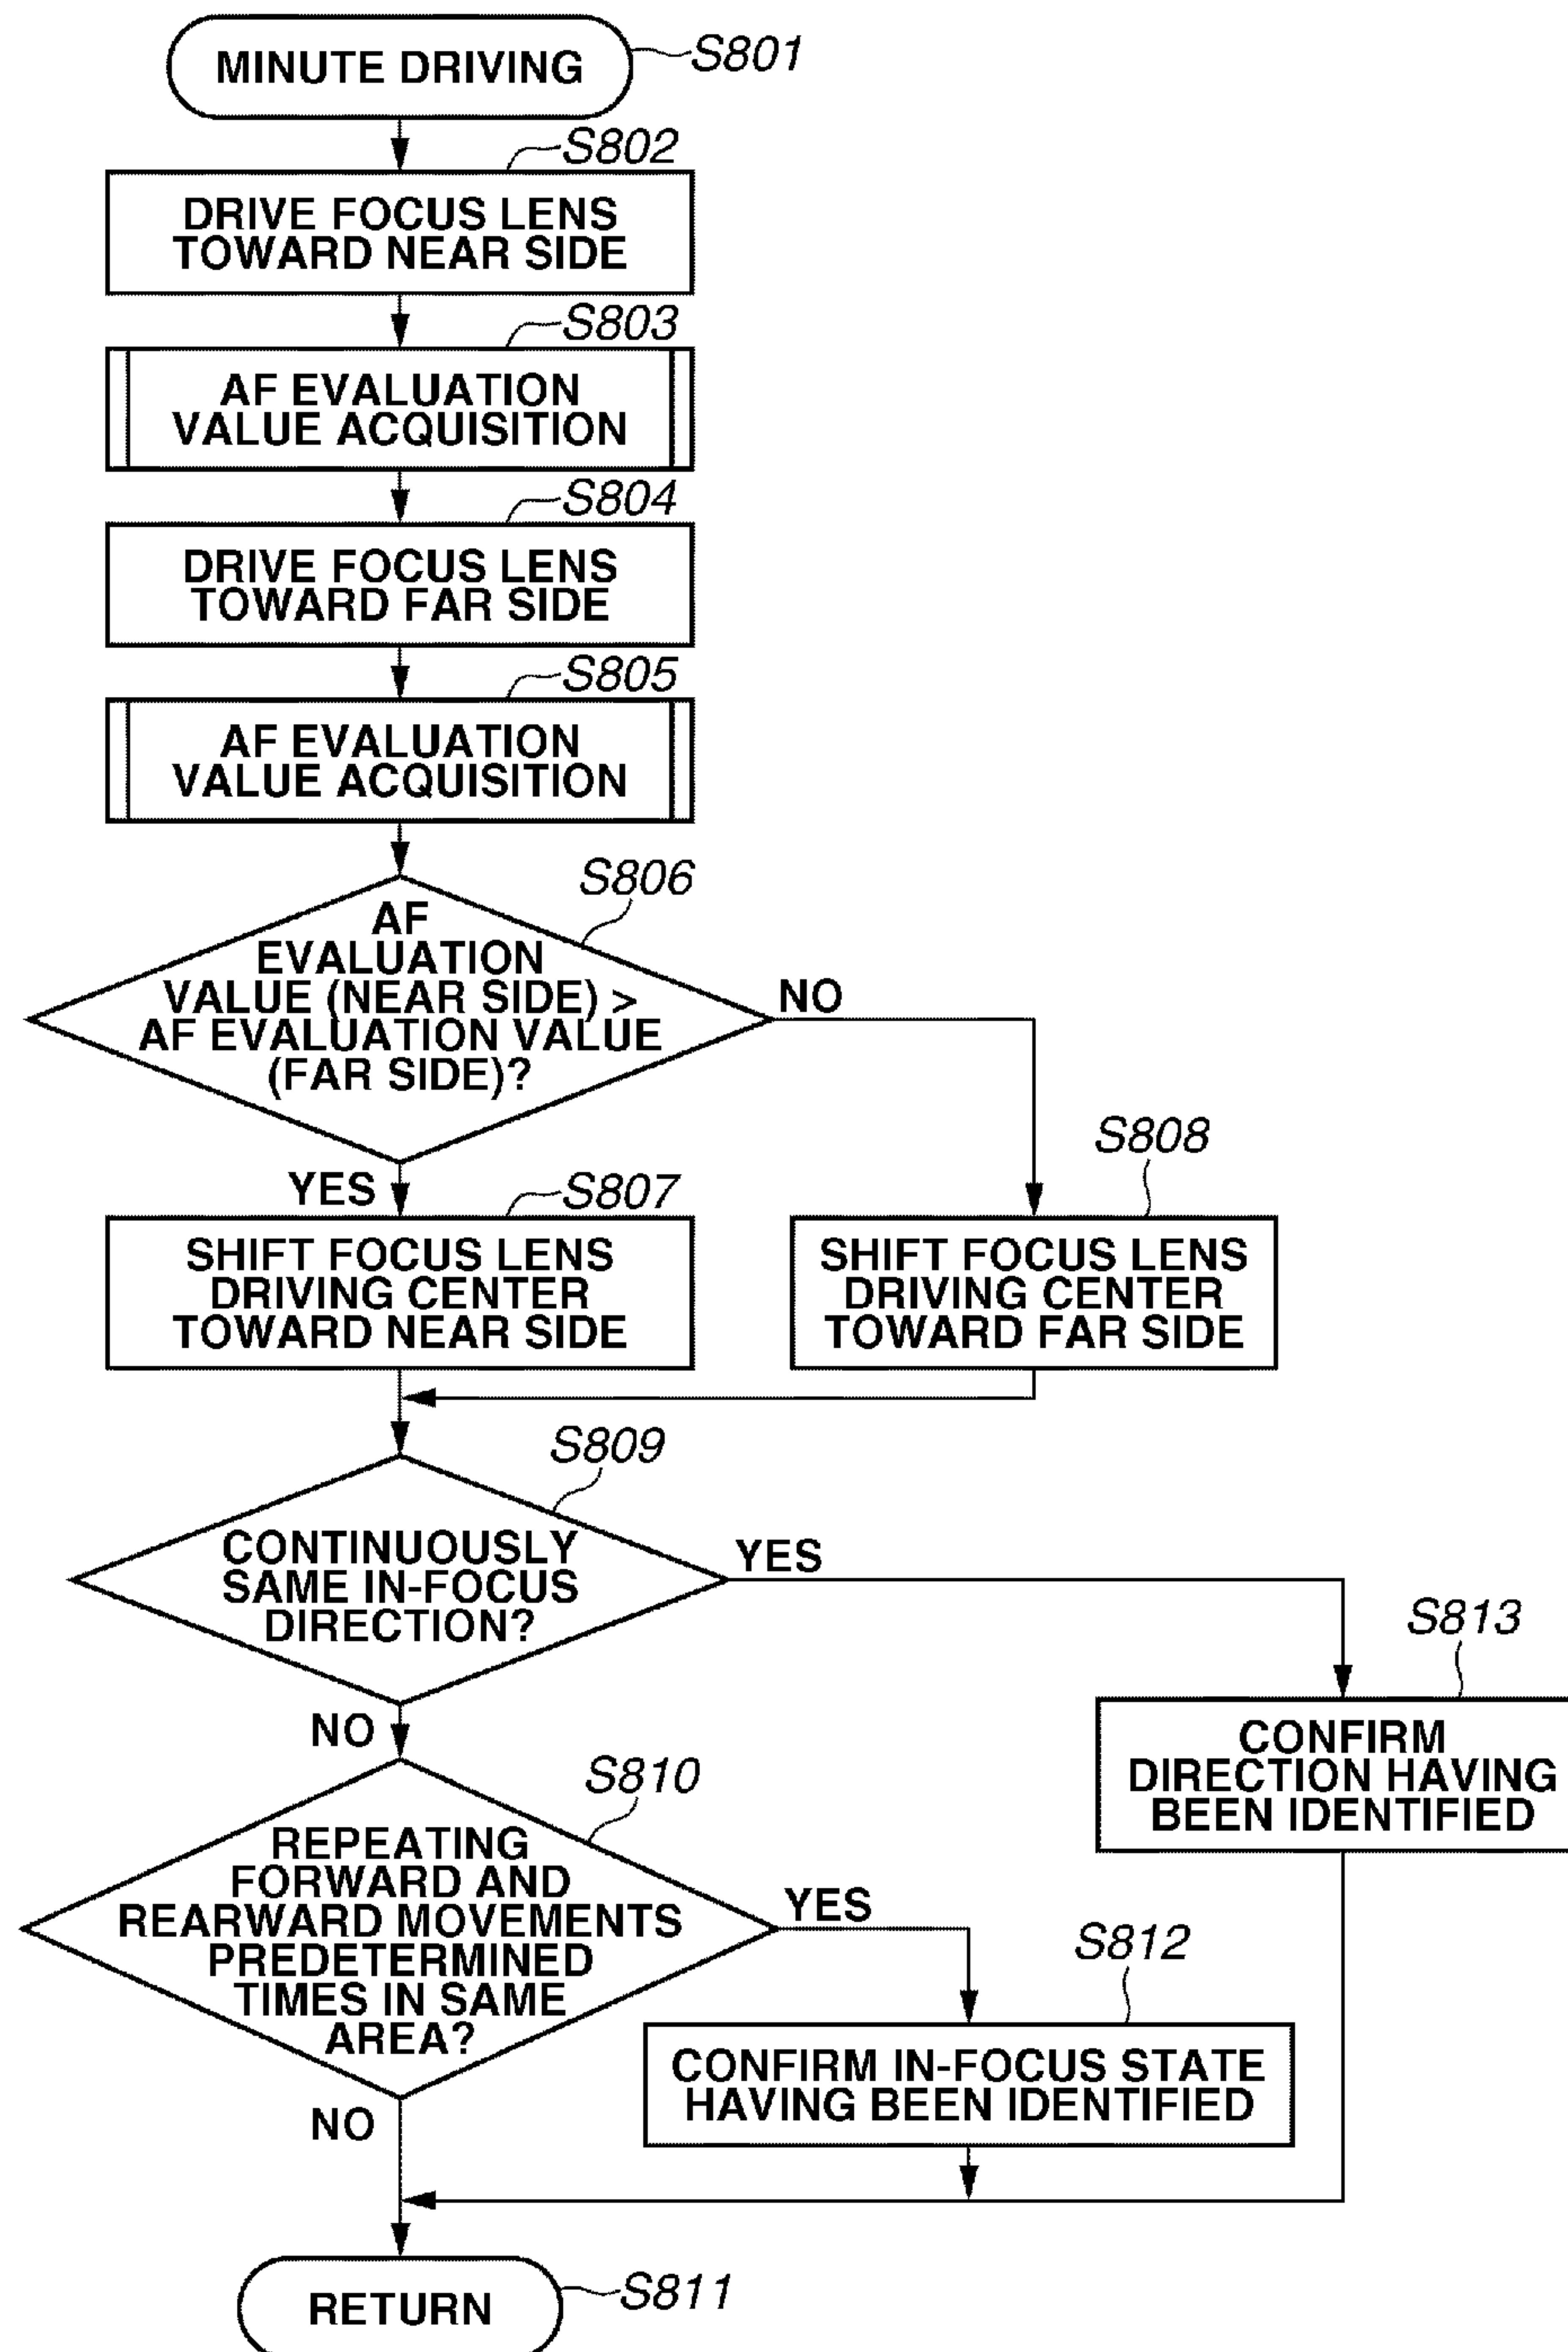 MINUTE DRIVING
S801
S802
DRIVE FOCUS LENS
TOWARD NEAR SIDE
S803
AF EVALUATION
VALUE ACQUISITION
S804
DRIVE FOCUS LENS
TOWARD FAR SIDE
S805
AF EVALUATION
VALUE ACQUISITION
S806
AF
EVALUATION
VALUE (NEAR SIDE) >
AF EVALUATION VALUE
(FAR SIDE)?
NO
YES
S807
SHIFT FOCUS LENS
DRIVING CENTER
TOWARD NEAR SIDE
S808
SHIFT FOCUS LENS
DRIVING CENTER
TOWARD FAR SIDE
S809
CONTINUOUSLY
SAME IN-FOCUS
DIRECTION?
YES
NO
S813
CONFIRM
DIRECTION HAVING
BEEN IDENTIFIED
S810
REPEATING
FORWARD AND
REARWARD MOVEMENTS
PREDETERMINED
TIMES IN SAME
AREA?
YES
NO
S812
CONFIRM IN-FOCUS STATE
HAVING BEEN IDENTIFIED
RETURN
S811